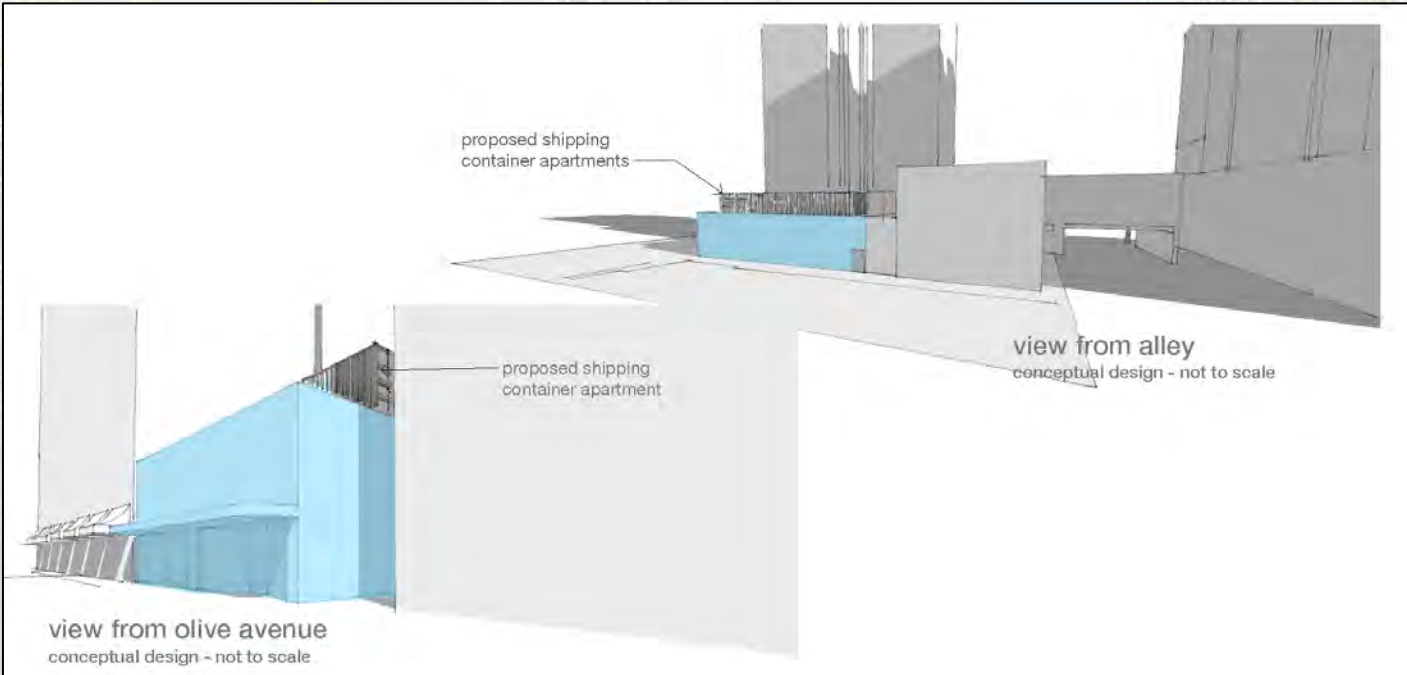 proposed shipping
container apartments
view from alley
conceptual design - not to scale
proposed shipping
container apartment
view from olive avenue
conceptual design - not to scale